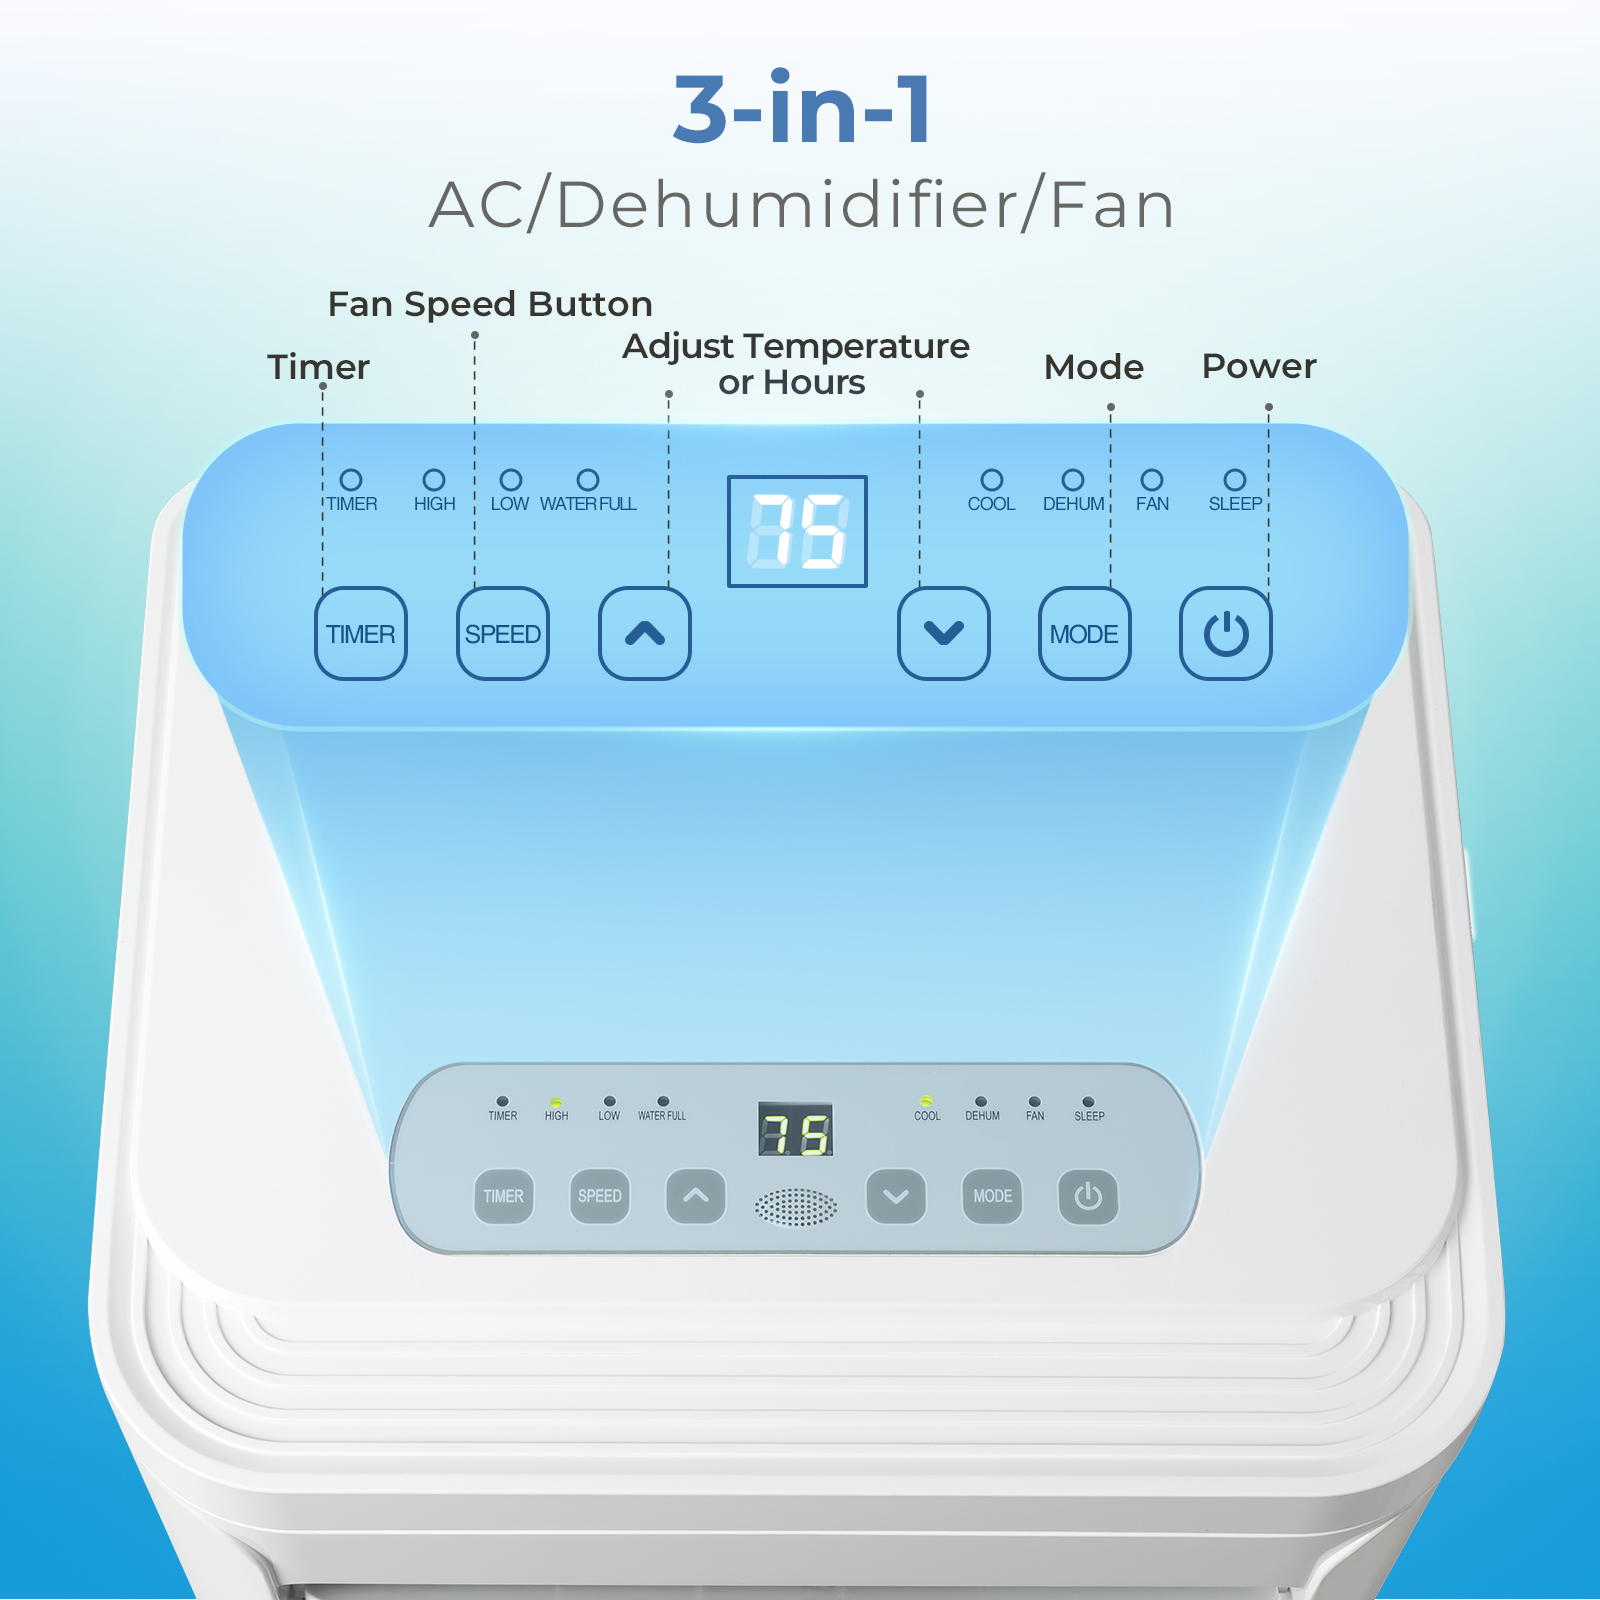 3-in-1
AC/Dehumidifier/Fan
Fan Speed Button
Adjust Temperature
or Hours
Timer
Mode
Power
TIMER HIGH LOW WATER FULL
75
COOL DEHUM FAN SLEEP
TIMER SPEED MODE
TIMER HIGH LOW WATER FULL
75
COOL DEHUM FAN SLEEP
TIMER SPEED MODE